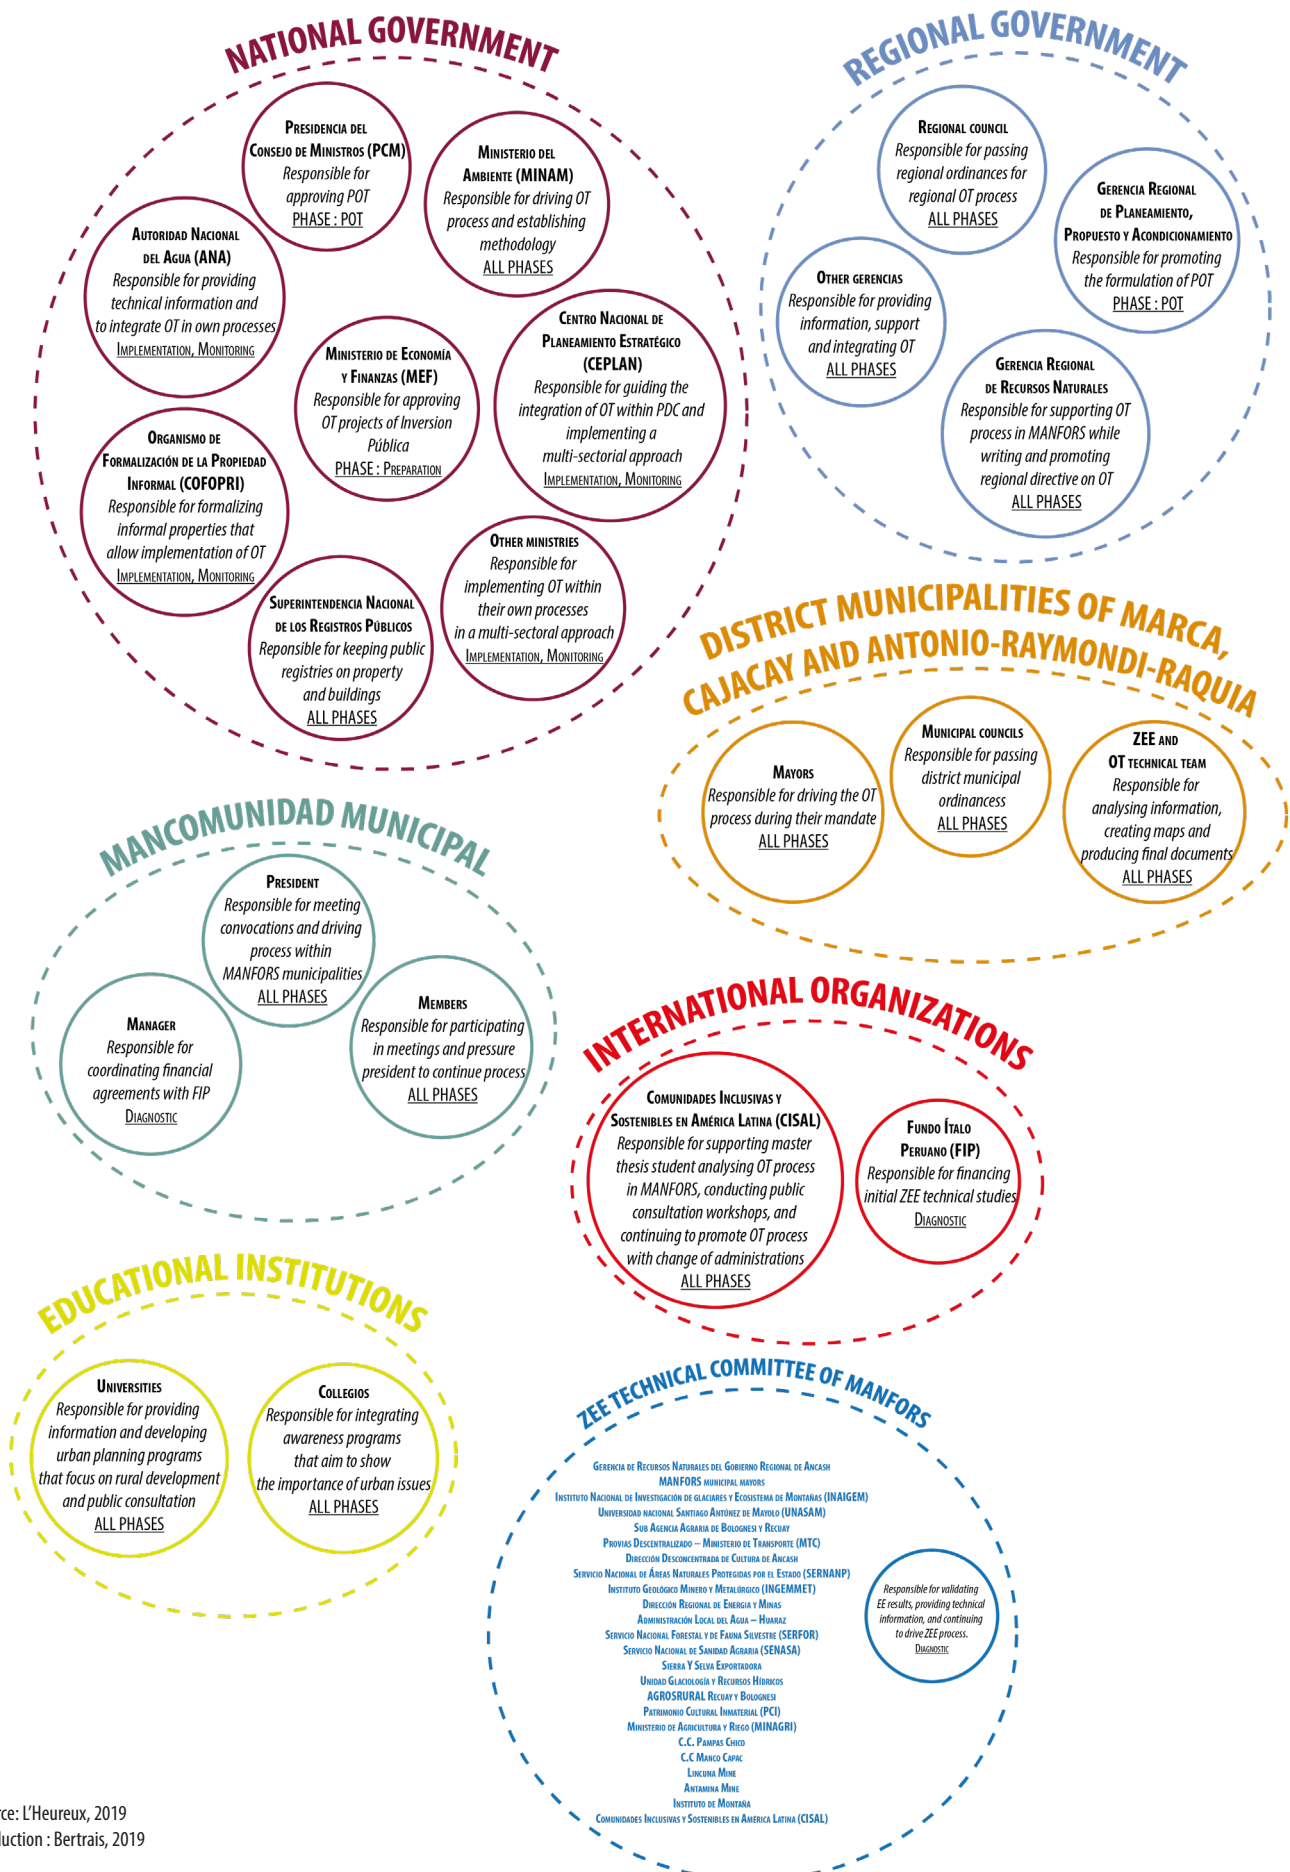 NATIONAL GOVERNMENT
PRESIDENCIA DEL
CONSEJO DE MINISTROS (PCM)
Responsible for
approving POT
PHASE : POT
MINISTERIO DEL
AMBIENTE (MINAM)
Responsible for driving OT
process and establishing
methodology
ALL PHASES
AUTORIDAD NACIONAL
DEL AGUA (ANA)
Responsible for providing
technical information and
to integrate OT in own processes
IMPLEMENTATION, MONITORING
MINISTERIO DE ECONOMÍA
Y FINANZAS (MEF)
Responsible for approving
OT projects of Inversion
Pública
PHASE : PREPARATION
CENTRO NACIONAL DE
PLANEAMIENTO ESTRATÉGICO
(CEPLAN)
Responsible for guiding the
integration of OT within PDC and
implementing a
multi-sectorial approach
IMPLEMENTATION, MONITORING
ORGANISMO DE
FORMALIZACIÓN DE LA PROPIEDAD
INFORMAL (COFOPRI)
Responsible for formalizing
informal properties that
allow implementation of OT
IMPLEMENTATION, MONITORING
OTHER MINISTRIES
Responsible for
implementing OT within
their own processes
in a multi-sectoral approach
IMPLEMENTATION, MONITORING
SUPERINTENDENCIA NACIONAL
DE LOS REGISTROS PÚBLICOS
Reponsible for keeping public
registries on property
and buildings
ALL PHASES
REGIONAL GOVERNMENT
REGIONAL COUNCIL
Responsible for passing
regional ordinances for
regional OT process
ALL PHASES
GERENCIA REGIONAL
DE PLANEAMIENTO,
PROPUESTO Y ACONDICIONAMIENTO
Responsible for promoting
the formulation of POT
PHASE : POT
OTHER GERENCIAS
Responsible for providing
information, support
and integrating OT
ALL PHASES
GERENCIA REGIONAL
DE RECURSOS NATURALES
Responsible for supporting OT
process in MANFORS while
writing and promoting
regional directive on OT
ALL PHASES
DISTRICT MUNICIPALITIES OF MARCA,
CAJACAY AND ANTONIO-RAYMONDI-RAQUIA
MAYORS
Responsible for driving the OT
process during their mandate
ALL PHASES
MUNICIPAL COUNCILS
Responsible for passing
district municipal
ordinancess
ALL PHASES
ZEE AND
OT TECHNICAL TEAM
Responsible for
analysing information,
creating maps and
producing final documents
ALL PHASES
MANCOMUNIDAD MUNICIPAL
PRESIDENT
Responsible for meeting
convocations and driving
process within
MANFORS municipalities
ALL PHASES
MANAGER
Responsible for
coordinating financial
agreements with FIP
DIAGNOSTIC
MEMBERS
Responsible for participating
in meetings and pressure
president to continue process
ALL PHASES
INTERNATIONAL ORGANIZATIONS
COMUNIDADES INCLUSIVAS Y
SOSTENIBLES EN AMÉRICA LATINA (CISAL)
Responsible for supporting master
thesis student analysing OT process
in MANFORS, conducting public
consultation workshops, and
continuing to promote OT process
with change of administrations
ALL PHASES
FUNDO ÍTALO
PERUANO (FIP)
Responsible for financing
initial ZEE technical studies
DIAGNOSTIC
EDUCATIONAL INSTITUTIONS
UNIVERSITIES
Responsible for providing
information and developing
urban planning programs
that focus on rural development
and public consultation
ALL PHASES
COLLEGIOS
Responsible for integrating
awareness programs
that aim to show
the importance of urban issues
ALL PHASES
ZEE TECHNICAL COMMITTEE OF MANFORS
GERENCIA DE RECURSOS NATURALES DEL GOBIERNO REGIONAL DE ANCASH
MANFORS MUNICIPAL MAYORS
INSTITUTO NACIONAL DE INVESTIGACIÓN DE GLACIARES Y ECOSISTEMA DE MONTAÑAS (INAIGEM)
UNIVERSIDAD NACIONAL SANTIAGO ANTÚNEZ DE MAYOLO (UNASAM)
SUB AGENCIA AGRARIA DE BOLOGNESI Y RECUAY
PROVIAS DESCENTRALIZADO – MINISTERIO DE TRANSPORTE (MTC)
DIRECCIÓN DESCONCENTRADA DE CULTURA DE ANCASH
SERVICIO NACIONAL DE ÁREAS NATURALES PROTEGIDAS POR EL ESTADO (SERNANP)
INSTITUTO GEOLÓGICO MINERO Y METALÚRGICO (INGEMMET)
DIRECCIÓN REGIONAL DE ENERGIA Y MINAS
ADMINISTRACIÓN LOCAL DEL AGUA – HUARAZ
SERVICIO NACIONAL FORESTAL Y DE FAUNA SILVESTRE (SERFOR)
SERVICIO NACIONAL DE SANIDAD AGRARIA (SENASA)
SIERRA Y SELVA EXPORTADORA
UNIDAD GLACIOLOGÍA Y RECURSOS HÍDRICOS
AGROSRURAL RECUAY Y BOLOGNESI
PATRIMONIO CULTURAL INMATERIAL (PCI)
MINISTERIO DE AGRICULTURA Y RIEGO (MINAGRI)
C.C. PAMPAS CHICO
C.C MANCO CAPAC
LINCUNA MINE
ANTAMINA MINE
INSTITUTO DE MONTAÑA
COMUNIDADES INCLUSIVAS Y SOSTENIBLES EN AMÉRICA LATINA (CISAL)
Responsible for validating
EE results, providing technical
information, and continuing
to drive ZEE process.
DIAGNOSTIC
rce: L'Heureux, 2019
luction : Bertrais, 2019